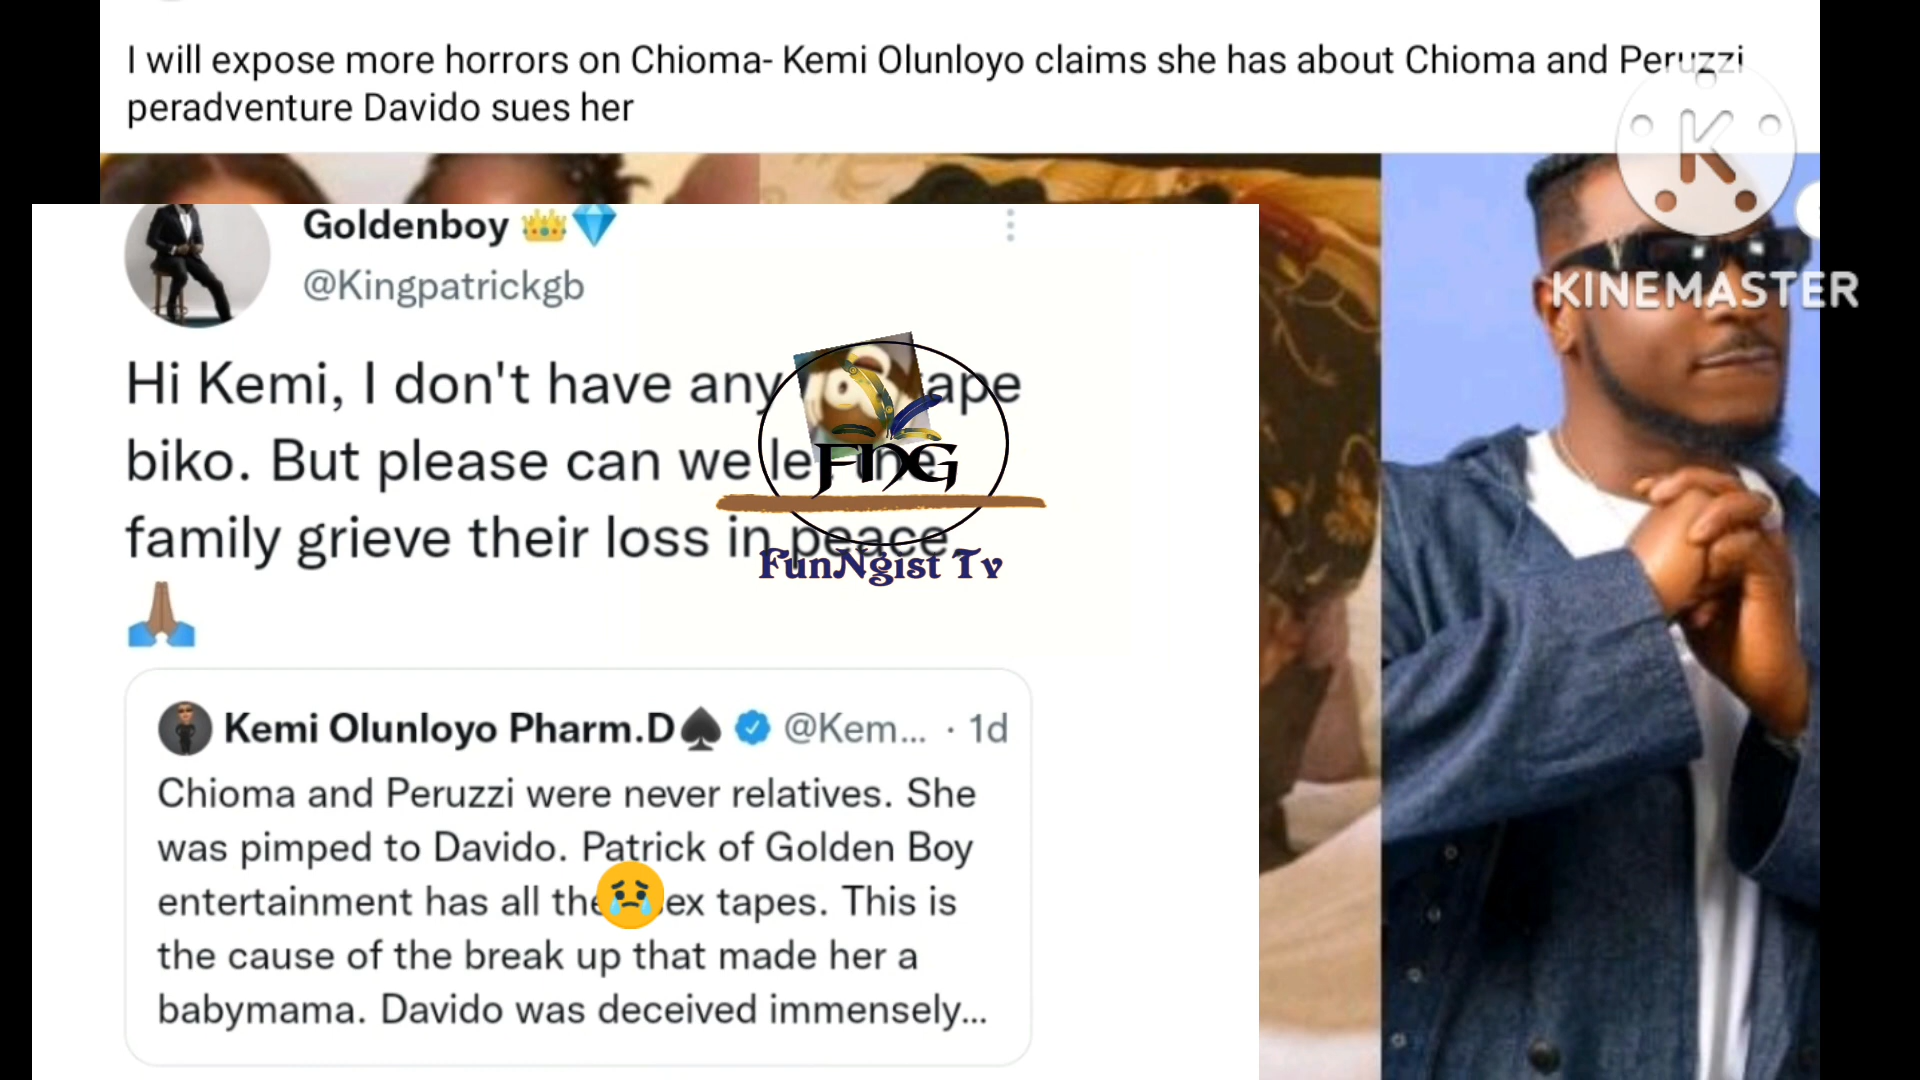 I will expose more horrors on Chioma- Kemi Olunloyo claims she has about Chioma and Peruzzi
peradventure Davido sues her
K
KINEMASTER
Goldenboy 👑💎
@Kingpatrickgb
Hi Kemi, I don't have any
biko. But please can we
family grieve their loss in peace
🙏🏽
FNG
FunNgist Tv
Kemi Olunloyo Pharm.D♠ @Kem... · 1d
Chioma and Peruzzi were never relatives. She
was pimped to Davido. Patrick of Golden Boy
entertainment has all the 😢ex tapes. This is
the cause of the break up that made her a
babymama. Davido was deceived immensely...